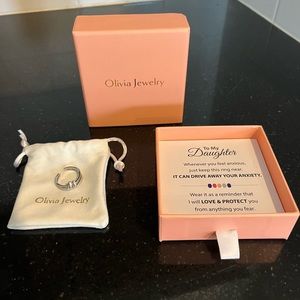 Olivia Jewelry
To My
Daughter
Whenever you feel anxious,
just keep this ring near.
IT CAN DRIVE AWAY YOUR ANXIETY.
Wear it as a reminder that
I will LOVE & PROTECT you
from anything you fear.
Olivia Jewelry